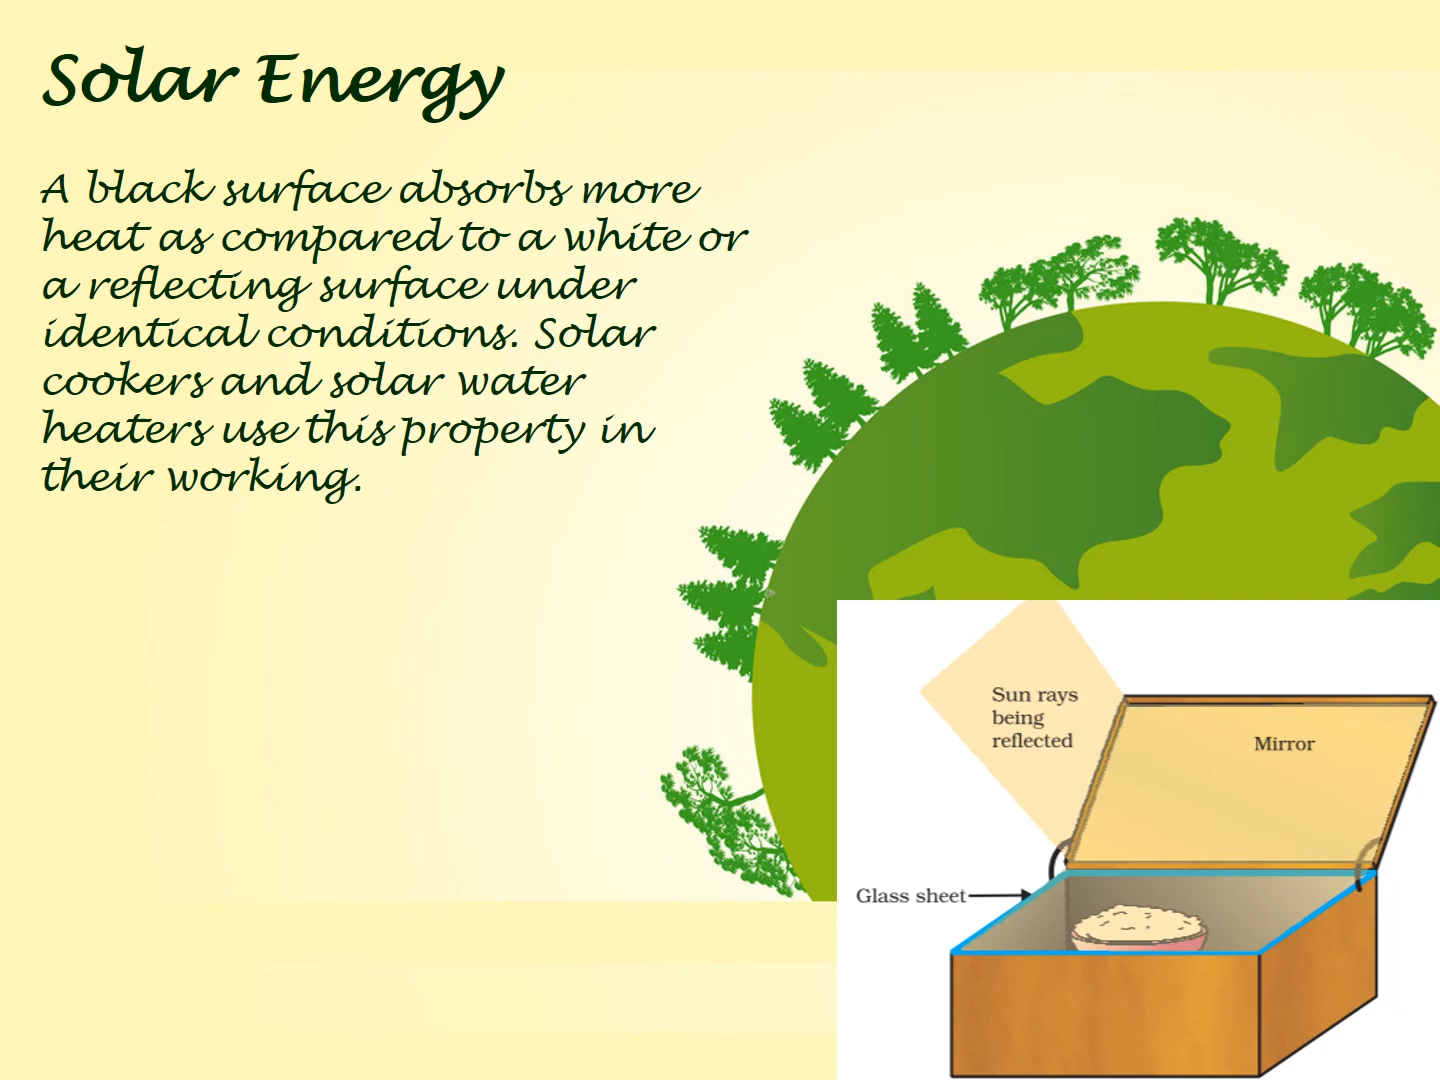 Solar Energy
A black surface absorbs more
heat as compared to a white or
a reflecting surface under
identical conditions. Solar
cookers and solar water
heaters use this property in
their working.
Sun rays
being
reflected
Mirror
Glass sheet